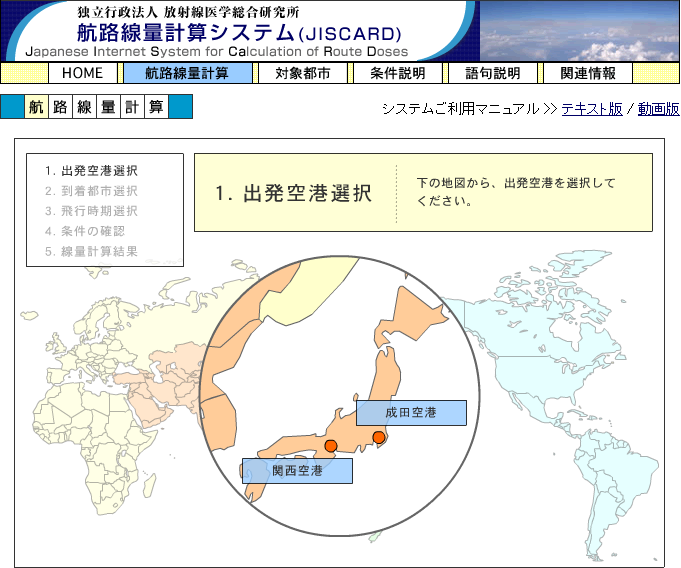 独立行政法人 放射線医学総合研究所
航路線量計算システム(JISCARD)
Japanese Internet System for Calculation of Route Doses
HOME 航路線量計算 対象都市 条件説明 語句説明 関連情報
航路線量計算
システムご利用マニュアル >> テキスト版 / 動画版
1. 出発空港選択
2. 到着都市選択
3. 飛行時期選択
4. 条件の確認
5. 線量計算結果
1. 出発空港選択
下の地図から、出発空港を選択して
ください。
成田空港
関西空港